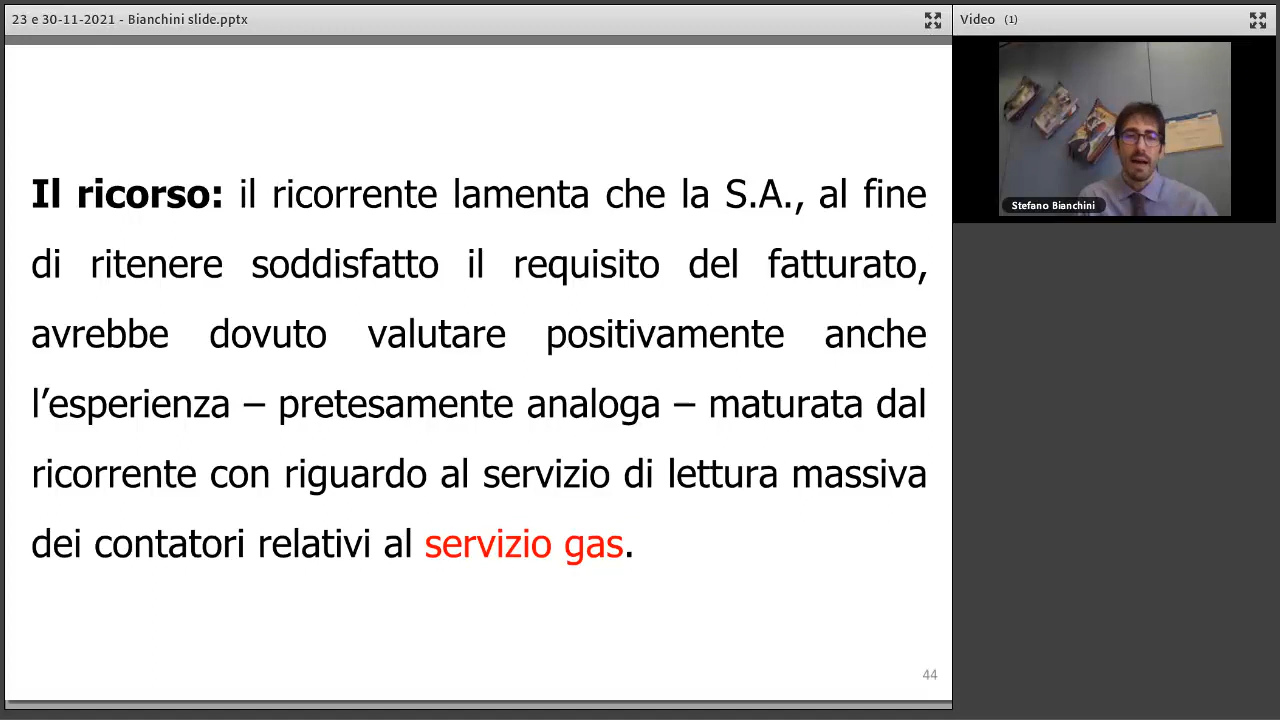 23 e 30-11-2021 - Bianchini slide.pptx
Video (1)
Stefano Bianchini
Il ricorso: il ricorrente lamenta che la S.A., al fine
di ritenere soddisfatto il requisito del fatturato,
avrebbe dovuto valutare positivamente anche
l’esperienza – pretesamente analoga – maturata dal
ricorrente con riguardo al servizio di lettura massiva
dei contatori relativi al servizio gas.
44